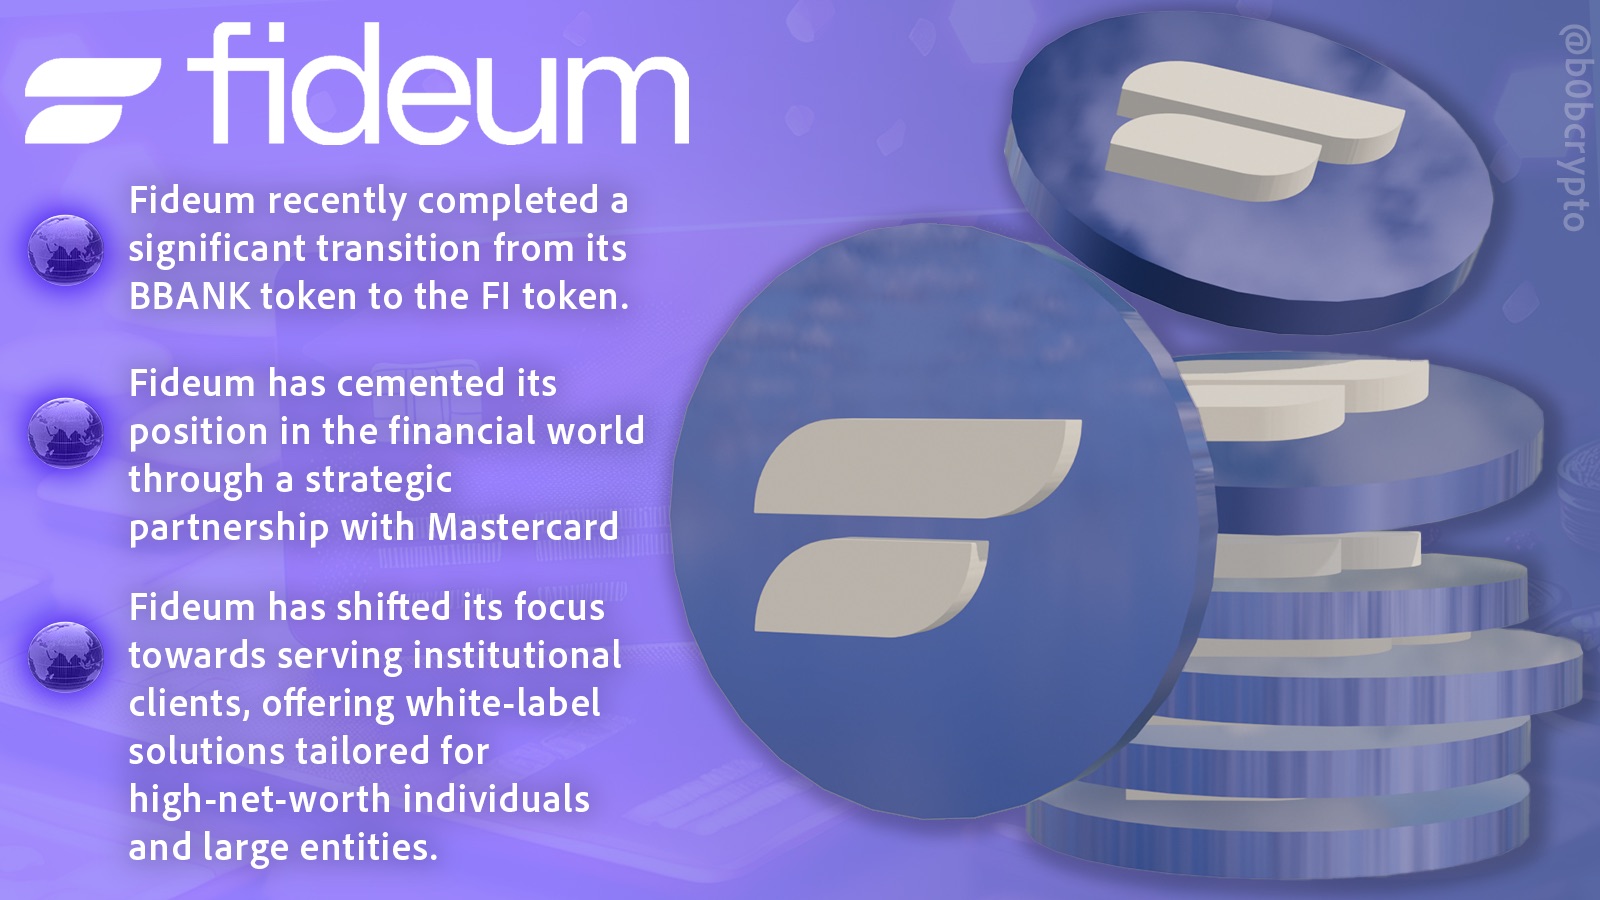 fideum
Fideum recently completed a
significant transition from its
BBANK token to the FI token.
Fideum has cemented its
position in the financial world
through a strategic
partnership with Mastercard
Fideum has shifted its focus
towards serving institutional
clients, offering white-label
solutions tailored for
high-net-worth individuals
and large entities.
@b0bcrypto